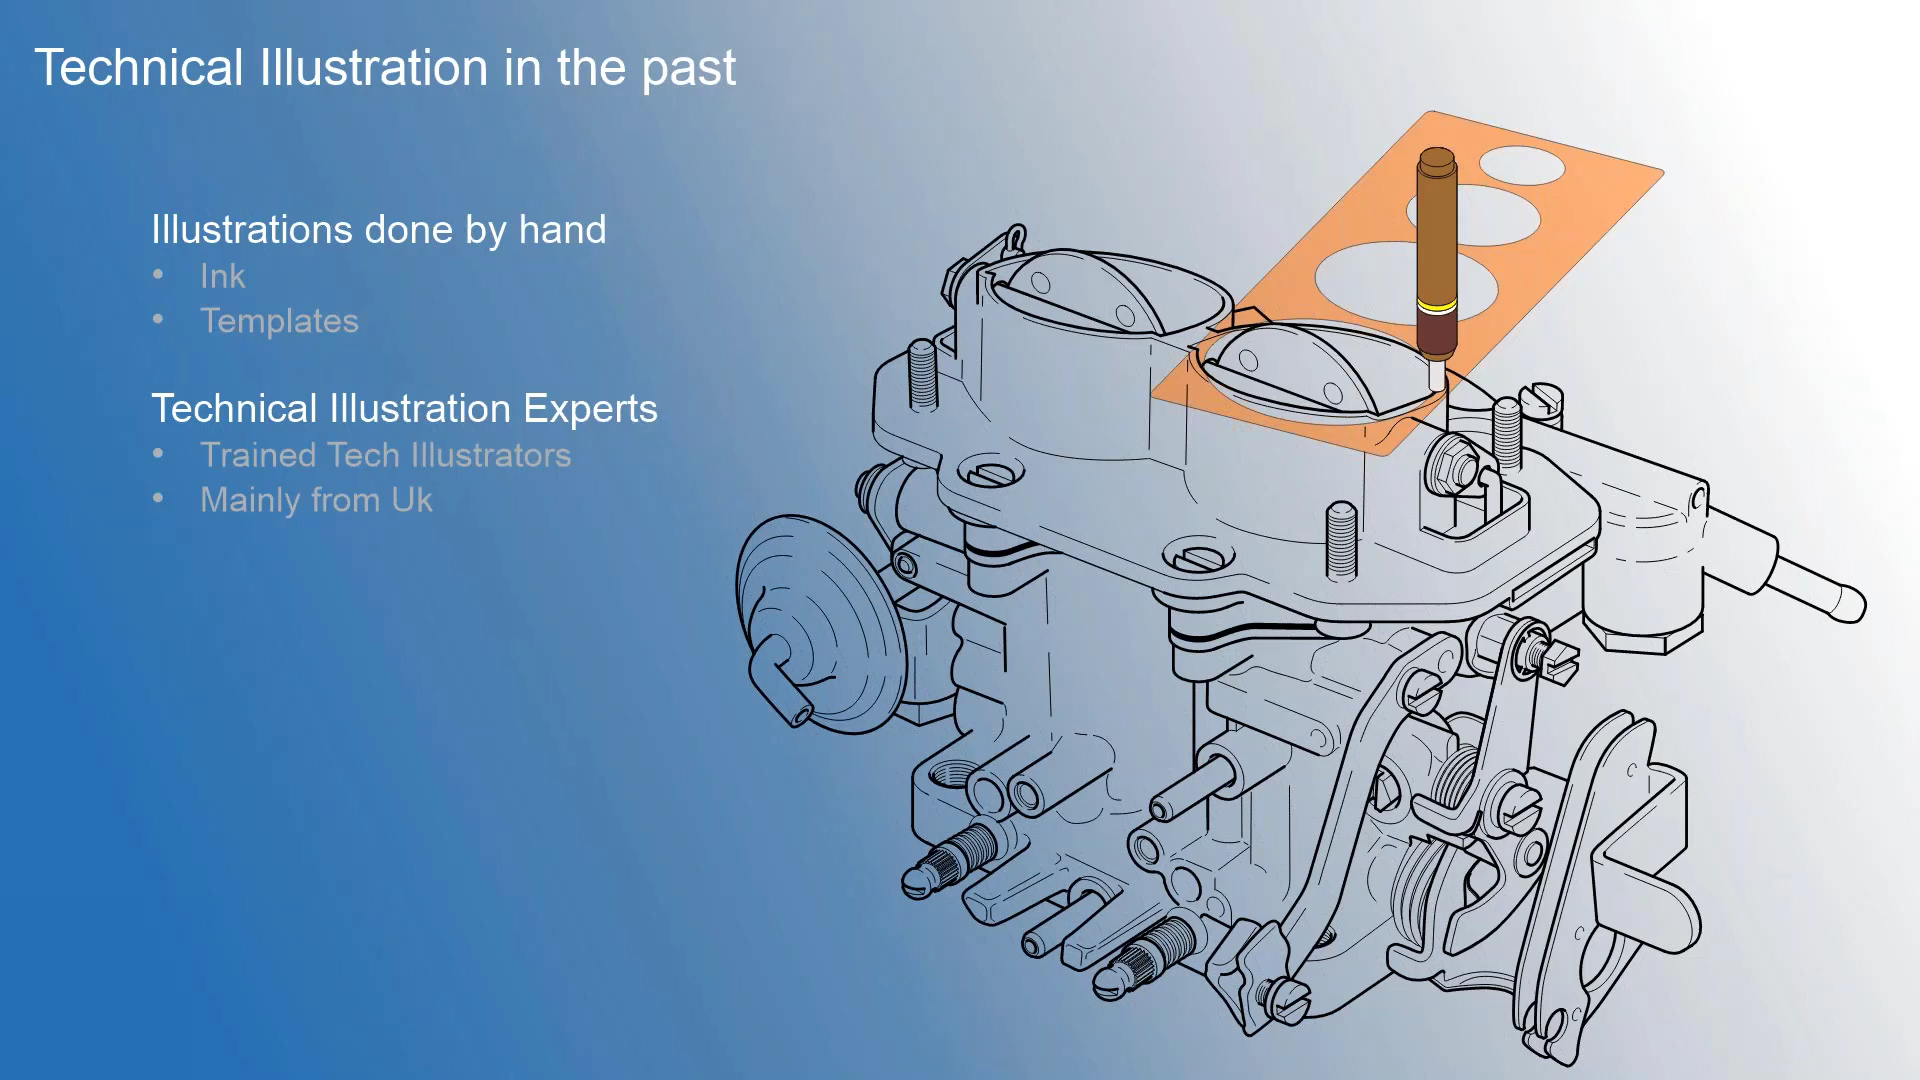 Technical Illustration in the past
Illustrations done by hand
• Ink
• Templates
Technical Illustration Experts
• Trained Tech Illustrators
• Mainly from Uk